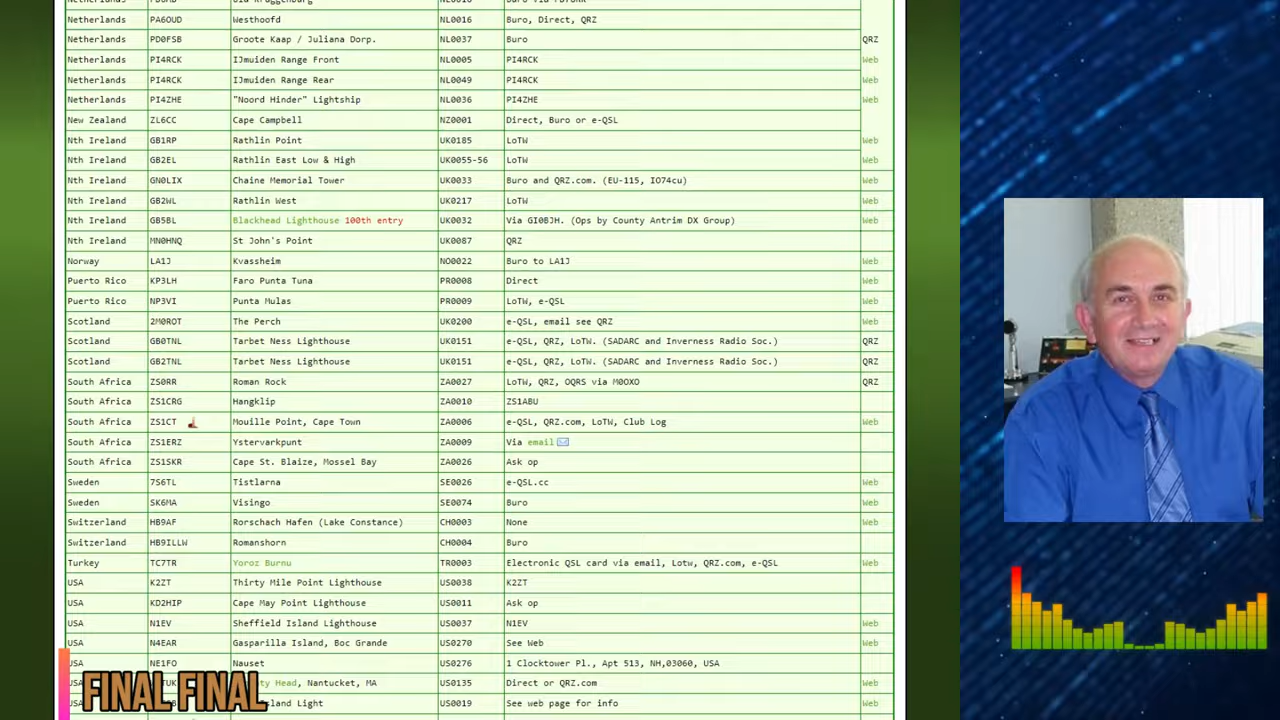 Netherlands PA6OUD Westhoofd NL0016 Buro, Direct, QRZ
Netherlands PD0FSB Groote Kaap / Juliana Dorp. NL0037 Buro QRZ
Netherlands PI4RCK IJmuiden Range Front NL0005 PI4RCK Web
Netherlands PI4RCK IJmuiden Range Rear NL0049 PI4RCK Web
Netherlands PI4ZHE "Noord Hinder" Lightship NL0036 PI4ZHE Web
New Zealand ZL6CC Cape Campbell NZ0001 Direct, Buro or e-QSL
Nth Ireland GB1RP Rathlin Point UK0185 LoTW Web
Nth Ireland GB2EL Rathlin East Low & High UK0055-56 LoTW Web
Nth Ireland GN0LIX Chaine Memorial Tower UK0033 Buro and QRZ.com. (EU-115, IO74cu) Web
Nth Ireland GB2WL Rathlin West UK0217 LoTW Web
Nth Ireland GB5BL Blackhead Lighthouse 100th entry UK0032 Via GI0BJH. (Ops by County Antrim DX Group) Web
Nth Ireland MN0HNQ St John's Point UK0087 QRZ
Norway LA1J Kvassheim NO0022 Buro to LA1J Web
Puerto Rico KP3LH Faro Punta Tuna PR0008 Direct Web
Puerto Rico NP3VI Punta Mulas PR0009 LoTW, e-QSL Web
Scotland 2M0ROT The Perch UK0200 e-QSL, email see QRZ Web
Scotland GB0TNL Tarbet Ness Lighthouse UK0151 e-QSL, QRZ, LoTW. (SADARC and Inverness Radio Soc.) QRZ
Scotland GB2TNL Tarbet Ness Lighthouse UK0151 e-QSL, QRZ, LoTW. (SADARC and Inverness Radio Soc.) QRZ
South Africa ZS0RR Roman Rock ZA0027 LoTW, QRZ, OQRS via M0OXO QRZ
South Africa ZS1CRG Hangklip ZA0010 ZS1ABU
South Africa ZS1CT Mouille Point, Cape Town ZA0006 e-QSL, QRZ.com, LoTW, Club Log Web
South Africa ZS1ERZ Ystervarkpunt ZA0009 Via email
South Africa ZS1SKR Cape St. Blaize, Mossel Bay ZA0026 Ask op
Sweden 7S6TL Tistlarna SE0026 e-QSL.cc Web
Sweden SK6MA Visingo SE0074 Buro Web
Switzerland HB9AF Rorschach Hafen (Lake Constance) CH0003 None Web
Switzerland HB9ILLW Romanshorn CH0004 Buro
Turkey TC7TR Yoroz Burnu TR0003 Electronic QSL card via email, Lotw, QRZ.com, e-QSL Web
USA K2ZT Thirty Mile Point Lighthouse US0038 K2ZT
USA KD2HIP Cape May Point Lighthouse US0011 Ask op
USA N1EV Sheffield Island Lighthouse US0037 N1EV Web
USA N4EAR Gasparilla Island, Boc Grande US0270 See Web Web
USA NE1FO Nauset US0276 1 Clocktower Pl., Apt 513, NH,03060, USA
Head, Nantucket, MA US0135 Direct or QRZ.com Web
Light US0019 See web page for info Web
FINAL FINAL